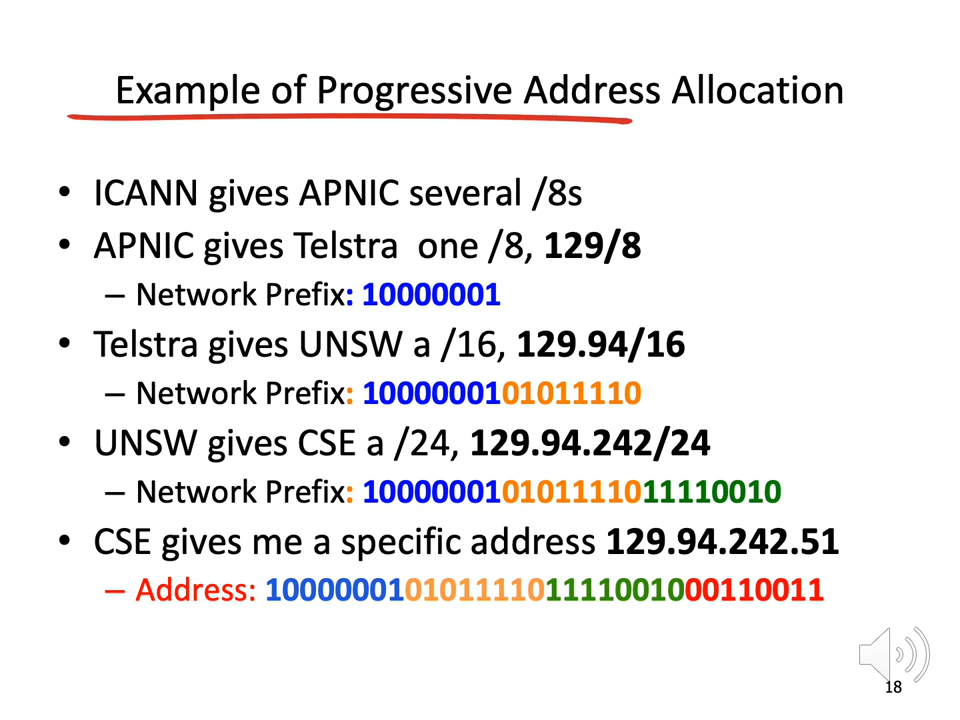 Example of Progressive Address Allocation
• ICANN gives APNIC several /8s
• APNIC gives Telstra one /8, 129/8
– Network Prefix: 10000001
• Telstra gives UNSW a /16, 129.94/16
– Network Prefix: 1000000101011110
• UNSW gives CSE a /24, 129.94.242/24
– Network Prefix: 100000010101111011110010
• CSE gives me a specific address 129.94.242.51
– Address: 10000001010111101111001000110011
18